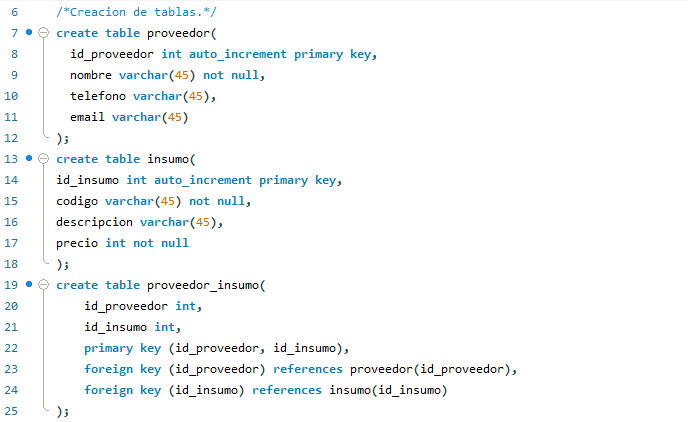 6 /*Creacion de tablas.*/
7 create table proveedor(
8 id_proveedor int auto_increment primary key,
9 nombre varchar(45) not null,
10 telefono varchar(45),
11 email varchar(45)
12 );
13 create table insumo(
14 id_insumo int auto_increment primary key,
15 codigo varchar(45) not null,
16 descripcion varchar(45),
17 precio int not null
18 );
19 create table proveedor_insumo(
20 id_proveedor int,
21 id_insumo int,
22 primary key (id_proveedor, id_insumo),
23 foreign key (id_proveedor) references proveedor(id_proveedor),
24 foreign key (id_insumo) references insumo(id_insumo)
25 );